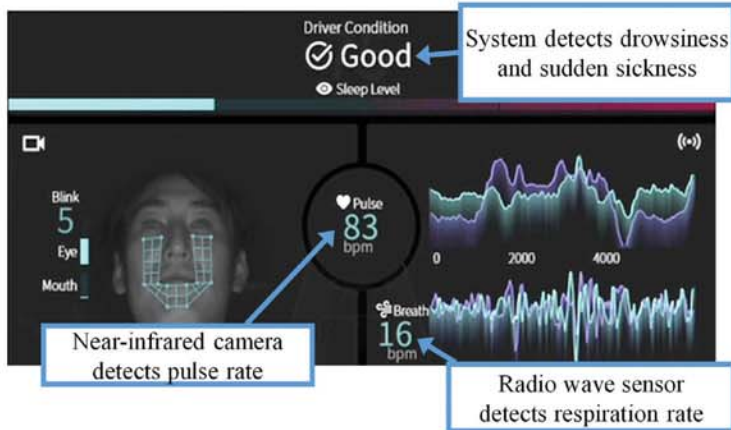 Driver Condition
Good
Sleep Level
System detects drowsiness
and sudden sickness
Blink
5
Eye
Mouth
Pulse
83
bpm
0 2000 4000
Breath
16
bpm
Near-infrared camera
detects pulse rate
Radio wave sensor
detects respiration rate